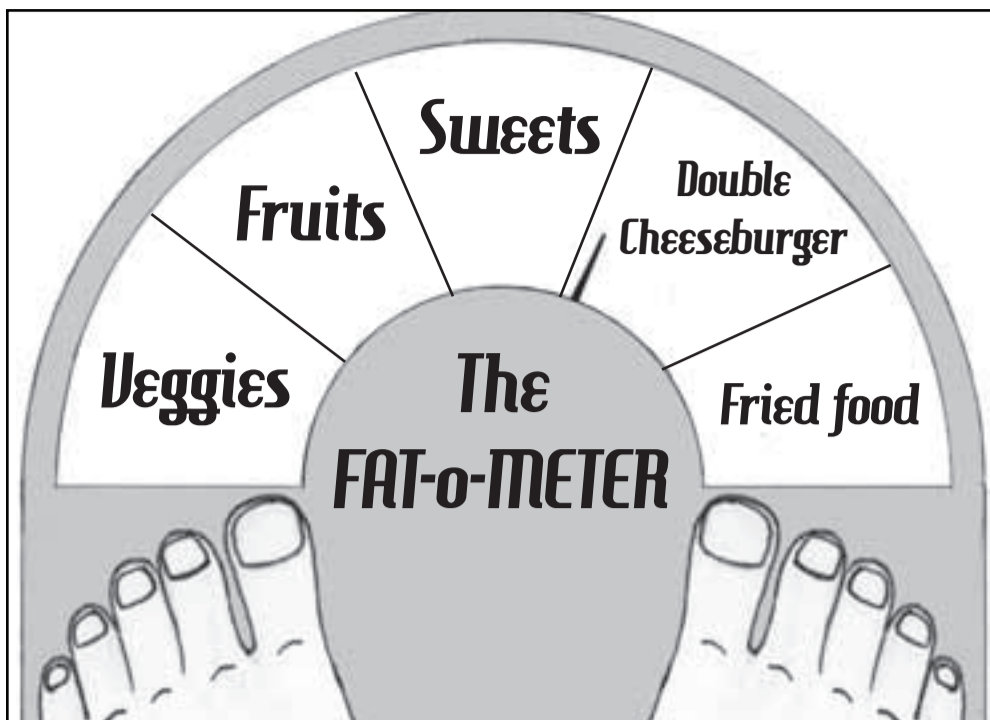 Sweets
Fruits
Double
Cheeseburger
Veggies
Fried food
The
FAT-o-METER